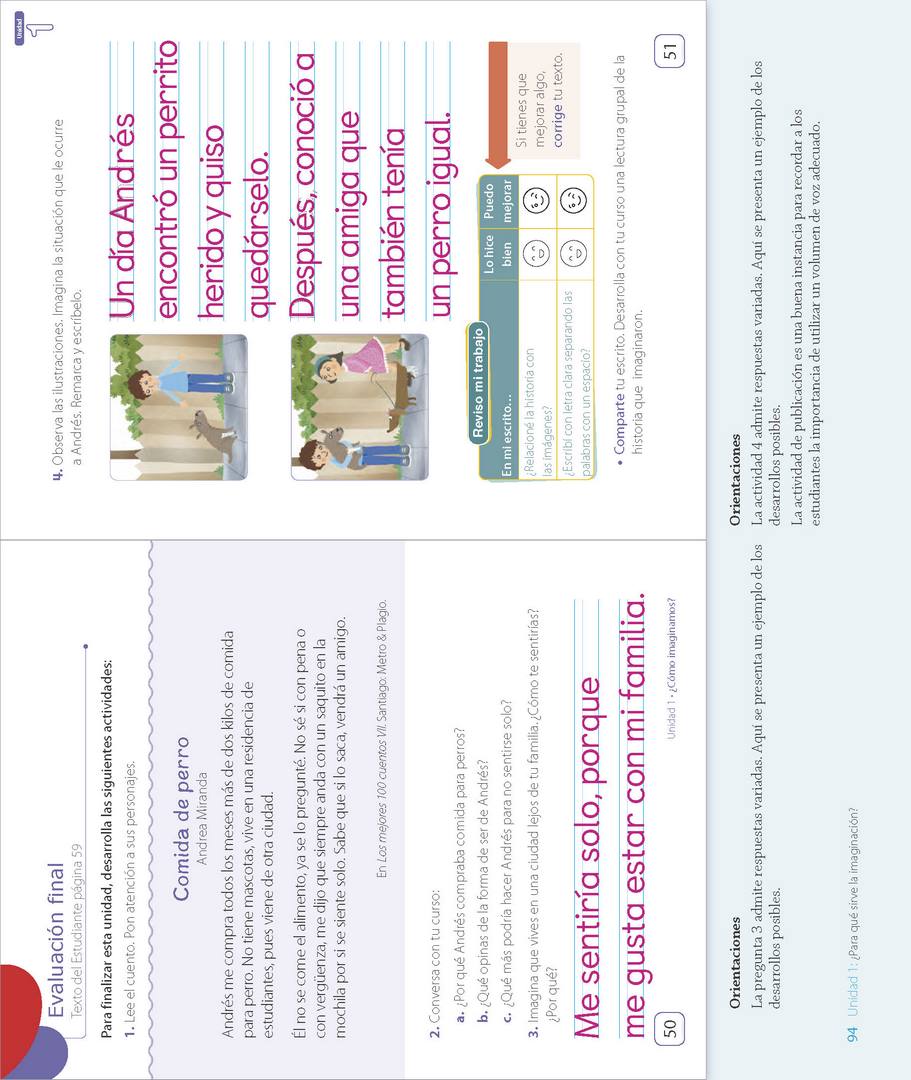 Evaluación final
Texto del Estudiante página 59
Para finalizar esta unidad, desarrolla las siguientes actividades:
1. Lee el cuento. Pon atención a sus personajes.
Comida de perro
Andrea Miranda
Andrés me compra todos los meses más de dos kilos de comida
para perro. No tiene mascotas, vive en una residencia de
estudiantes, pues viene de otra ciudad.
Él no se come el alimento, ya se lo pregunté. No sé si con pena o
con vergüenza, me dijo que siempre anda con un saquito en la
mochila por si se siente solo. Sabe que si lo saca, vendrá un amigo.
En Los mejores 100 cuentos VII. Santiago: Metro & Plagio.
2. Conversa con tu curso:
a. ¿Por qué Andrés compraba comida para perros?
b. ¿Qué opinas de la forma de ser de Andrés?
c. ¿Qué más podría hacer Andrés para no sentirse solo?
3. Imagina que vives en una ciudad lejos de tu familia. ¿Cómo te sentirías?
¿Por qué?
Me sentiría solo, porque
me gusta estar con mi familia.
50
Unidad 1 • ¿Cómo imaginamos?
Unidad
1
4. Observa las ilustraciones. Imagina la situación que le ocurre
a Andrés. Remarca y escríbelo.
Un día Andrés
encontró un perrito
herido y quiso
quedárselo.
Después, conoció a
una amiga que
también tenía
un perro igual.
Reviso mi trabajo
En mi escrito...
Lo hice
bien
Puedo
mejorar
¿Relacioné la historia con
las imágenes?
¿Escribí con letra clara separando las
palabras con un espacio?
Si tienes que
mejorar algo,
corrige tu texto.
• Comparte tu escrito. Desarrolla con tu curso una lectura grupal de la
historia que imaginaron.
51
Orientaciones
La pregunta 3 admite respuestas variadas. Aquí se presenta un ejemplo de los
desarrollos posibles.
Orientaciones
La actividad 4 admite respuestas variadas. Aquí se presenta un ejemplo de los
desarrollos posibles.
La actividad de publicación es una buena instancia para recordar a los
estudiantes la importancia de utilizar un volumen de voz adecuado.
94 Unidad 1: ¿Para qué sirve la imaginación?